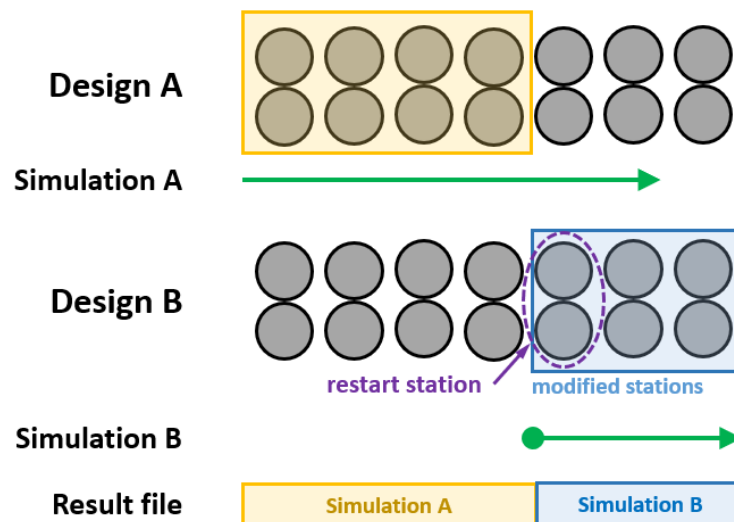 Design A
Simulation A
Design B
restart station
modified stations
Simulation B
Result file
Simulation A
Simulation B